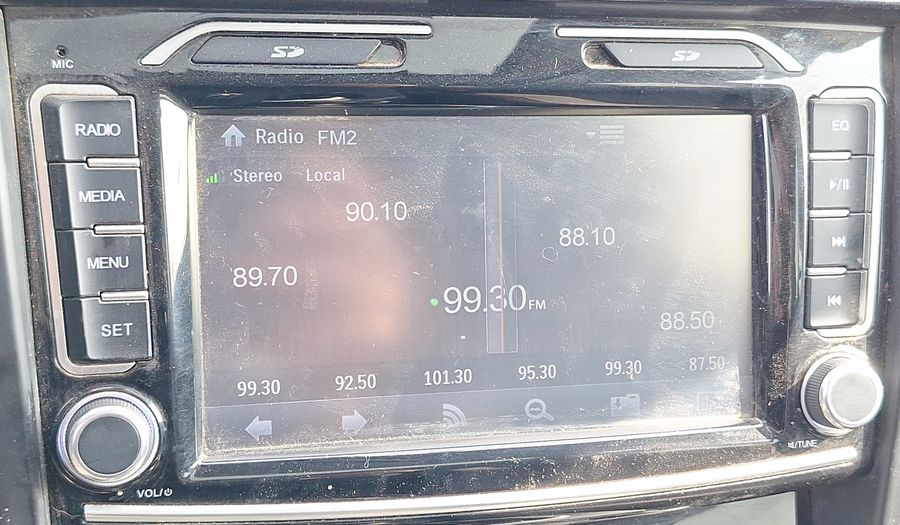 SD
SD
MIC
RADIO
EQ
Radio FM2
Stereo Local
MEDIA
90.10
88.10
MENU
89.70
99.30 FM
SET
88.50
99.30 92.50 101.30 95.30 99.30 87.50
/TUNE
VOL/